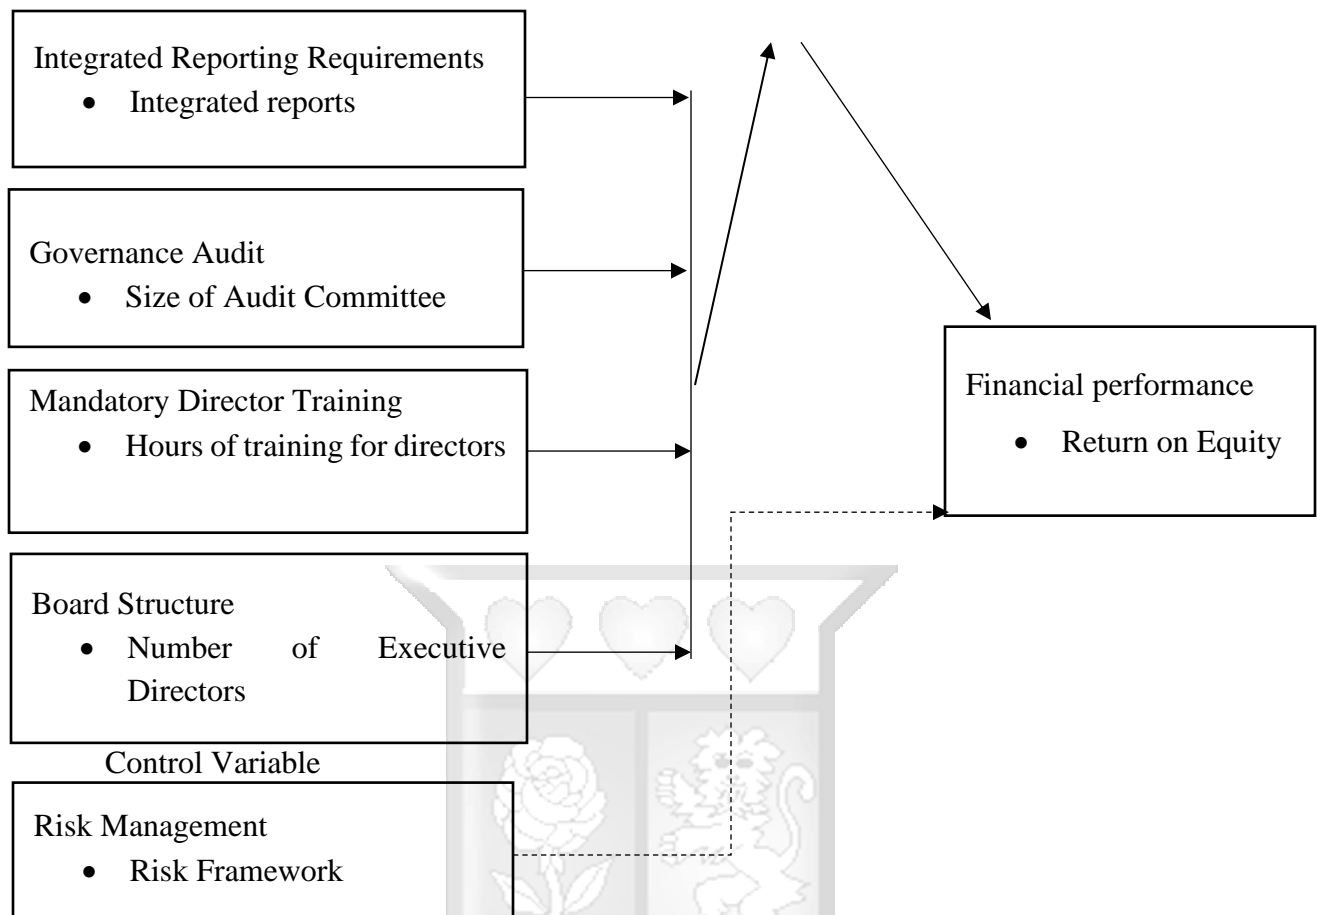 Integrated Reporting Requirements
• Integrated reports
Governance Audit
• Size of Audit Committee
Mandatory Director Training
• Hours of training for directors
Financial performance
• Return on Equity
Board Structure
• Number of Executive
Directors
Control Variable
Risk Management
• Risk Framework